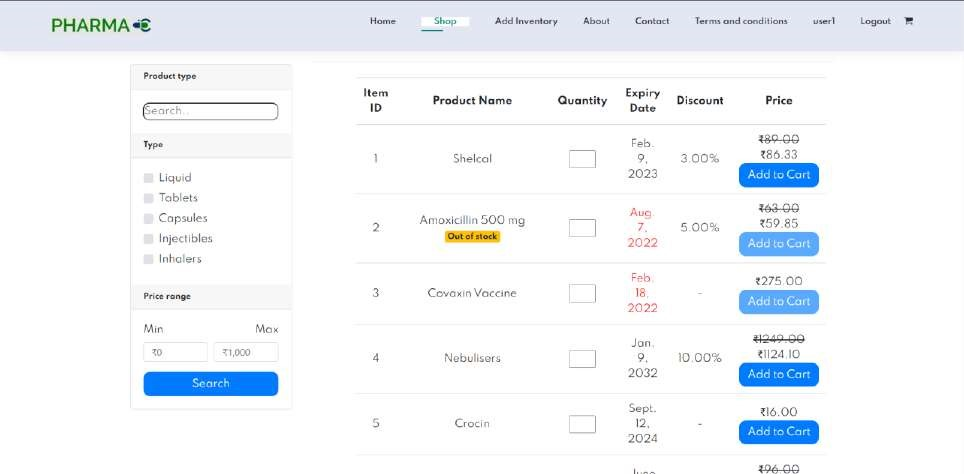 PHARMA
Home Shop Add Inventory About Contact Terms and conditions user1 Logout
Product type
Search..
Type
Liquid
Tablets
Capsules
Injectibles
Inhalers
Price range
Min Max
₹0 ₹1,000
Search
Item ID Product Name Quantity Expiry Date Discount Price
1 Shelcal Feb. 9, 2023 3.00% ₹89.00 ₹86.33
Add to Cart
2 Amoxicillin 500 mg Aug. 7, 2022 5.00% ₹63.00 ₹59.85
Out of stock
Add to Cart
3 Covaxin Vaccine Feb. 18, 2022 - ₹275.00
Add to Cart
4 Nebulisers Jan. 9, 2032 10.00% ₹1249.00 ₹1124.10
Add to Cart
5 Crocin Sept. 12, 2024 - ₹16.00
Add to Cart
June ₹96.00